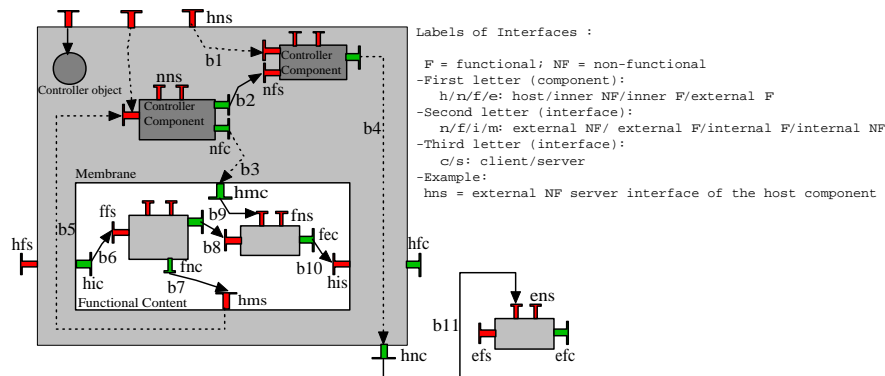 hns
Labels of Interfaces :
F = functional; NF = non-functional
-First letter (component):
h/n/f/e: host/inner NF/inner F/external F
-Second letter (interface):
n/f/i/m: external NF/ external F/internal F/internal NF
-Third letter (interface):
c/s: client/server
-Example:
hns = external NF server interface of the host component
b1
Controller
Component
nfs
Controller object
nns
Controller
Component
b2
nfc
b3
b4
Membrane
hmc
b9
ffs
fns
b5
b6
b8
fec
hfs
hic
fnc
b7
b10
his
hfc
hms
Functional Content
hnc
b11
ens
efs
efc